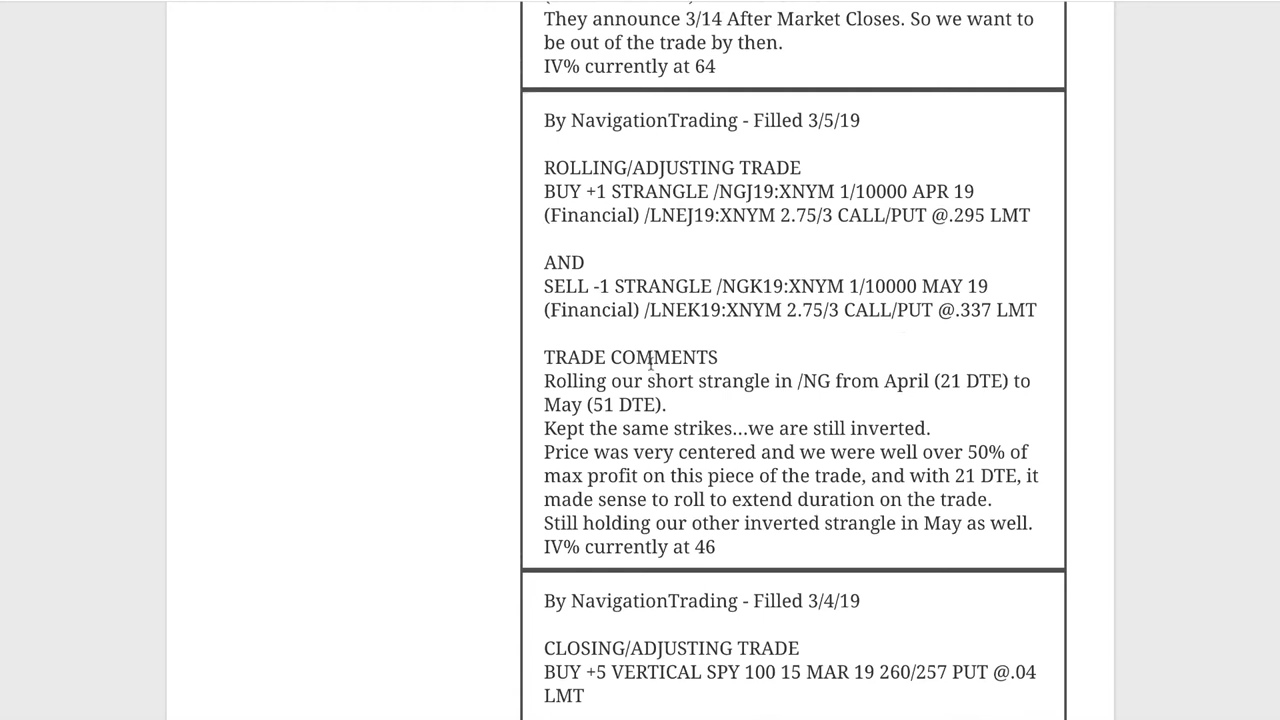 They announce 3/14 After Market Closes. So we want to
be out of the trade by then.
IV% currently at 64
By NavigationTrading - Filled 3/5/19
ROLLING/ADJUSTING TRADE
BUY +1 STRANGLE /NGJ19:XNYM 1/10000 APR 19
(Financial) /LNEJ19:XNYM 2.75/3 CALL/PUT @.295 LMT
AND
SELL -1 STRANGLE /NGK19:XNYM 1/10000 MAY 19
(Financial) /LNEK19:XNYM 2.75/3 CALL/PUT @.337 LMT
TRADE COMMENTS
Rolling our short strangle in /NG from April (21 DTE) to
May (51 DTE).
Kept the same strikes...we are still inverted.
Price was very centered and we were well over 50% of
max profit on this piece of the trade, and with 21 DTE, it
made sense to roll to extend duration on the trade.
Still holding our other inverted strangle in May as well.
IV% currently at 46
By NavigationTrading - Filled 3/4/19
CLOSING/ADJUSTING TRADE
BUY +5 VERTICAL SPY 100 15 MAR 19 260/257 PUT @.04
LMT